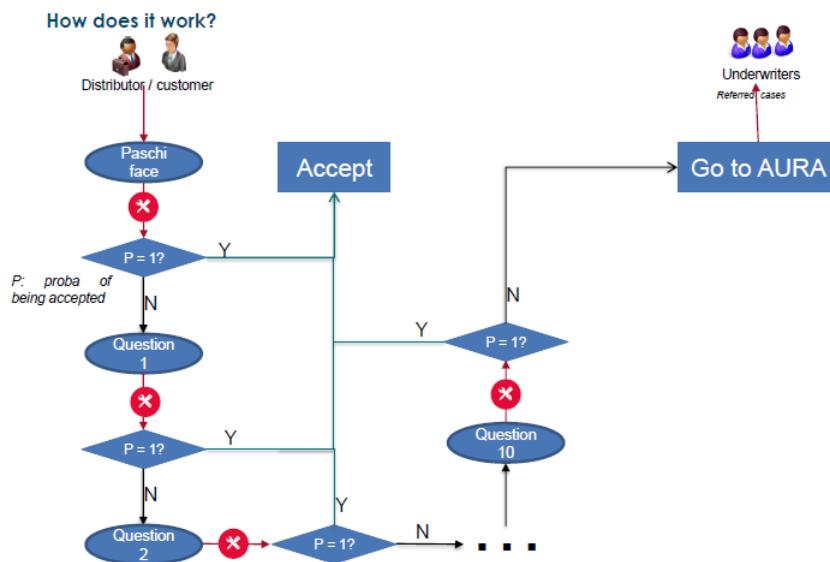 How does it work?
Distributor / customer
Underwriters
Referred cases
Paschi
face
Accept
Go to AURA
P = 1?
Y
P: proba of
being accepted
N
N
Y
P = 1?
Question
1
P = 1?
Y
Question
10
N
Y
Question
2
P = 1?
N
. . .